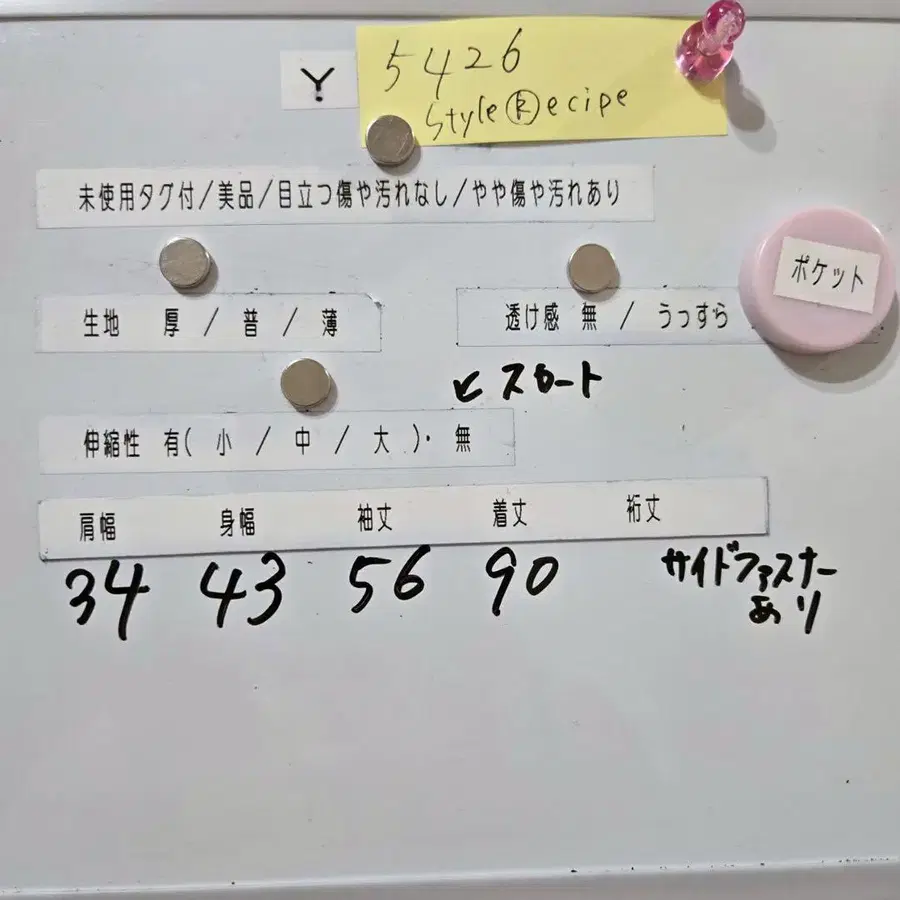 Y
5426
Style Ⓡecipe
未使用タグ付/美品/目立つ傷や汚れなし/やや傷や汚れあり
生地 厚 / 普 / 薄
透け感 無 / うっすら
ポケット
ヒスカート
伸縮性 有( 小 / 中 / 大 )・ 無
肩幅 身幅 袖丈 着丈 裄丈
34 43 56 90
サイドファスナー
あり